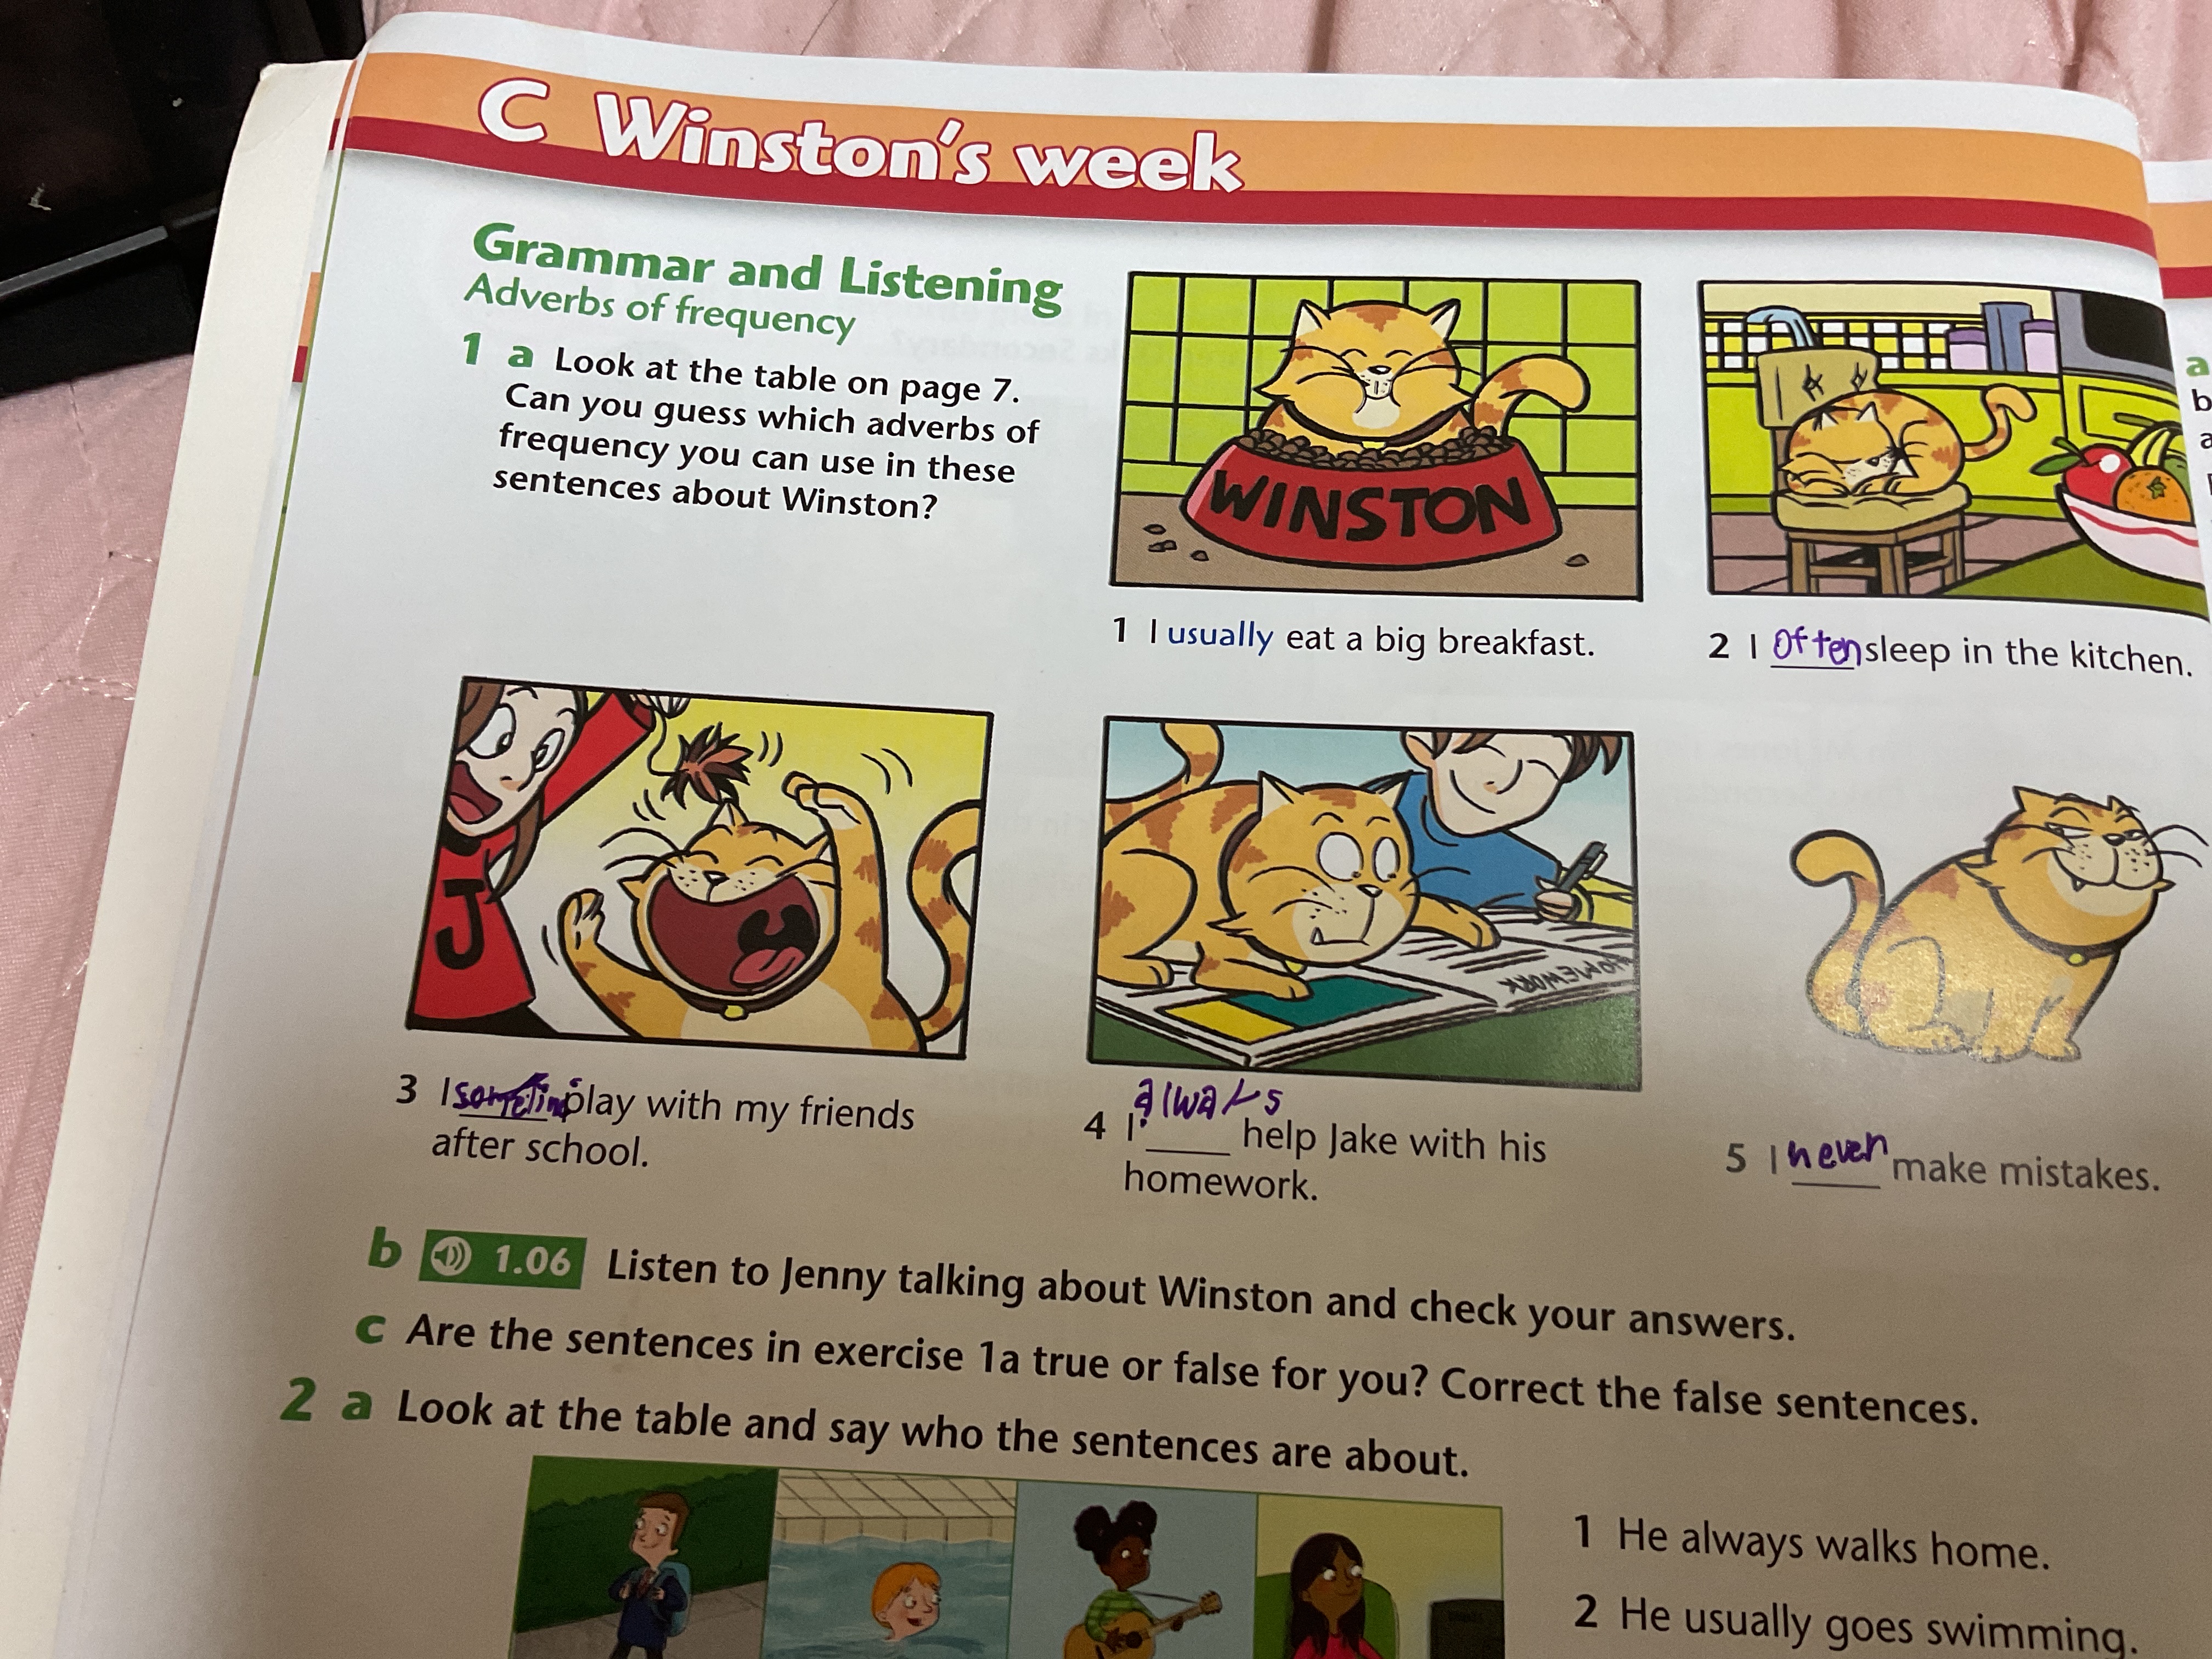 C Winston's week
Grammar and Listening
Adverbs of frequency
1 a Look at the table on page 7.
Can you guess which adverbs of
frequency you can use in these
sentences about Winston?
WINSTON
1 I usually eat a big breakfast.
2 I often sleep in the kitchen.
J
HOMEWORK
3 I play with my friends
after school.
always
4 I help Jake with his
homework.
5 I never make mistakes.
b 1.06 Listen to Jenny talking about Winston and check your answers.
c Are the sentences in exercise 1a true or false for you? Correct the false sentences.
2 a Look at the table and say who the sentences are about.
1 He always walks home.
2 He usually goes swimming.
a
b